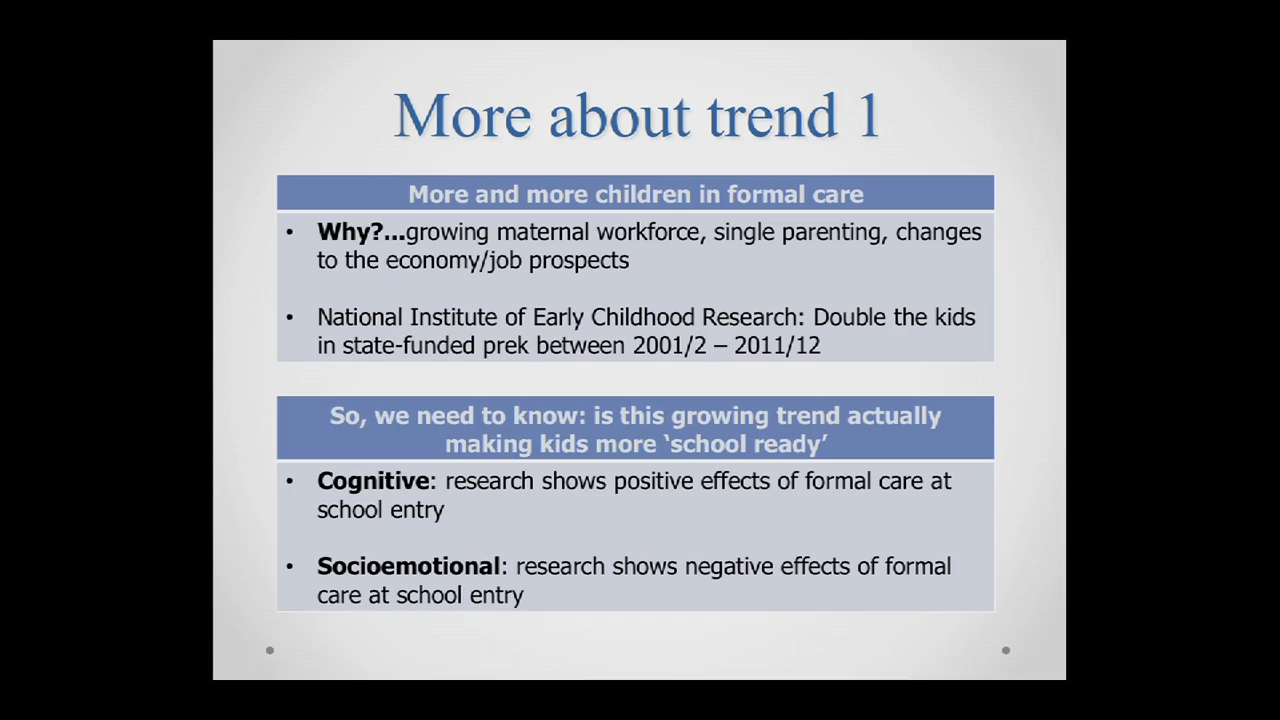 More about trend 1
More and more children in formal care
• Why?...growing maternal workforce, single parenting, changes
to the economy/job prospects
• National Institute of Early Childhood Research: Double the kids
in state-funded prek between 2001/2 – 2011/12
So, we need to know: is this growing trend actually
making kids more ‘school ready’
• Cognitive: research shows positive effects of formal care at
school entry
• Socioemotional: research shows negative effects of formal
care at school entry